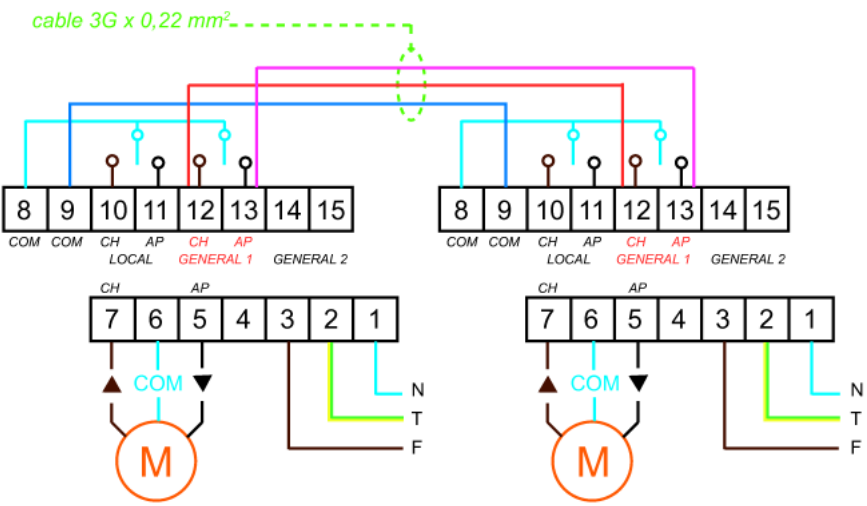 cable 3G x 0,22 mm²
8 9 10 11 12 13 14 15 8 9 10 11 12 13 14 15
COM COM CH AP CH AP COM COM CH AP CH AP
LOCAL GENERAL 1 GENERAL 2 LOCAL GENERAL 1 GENERAL 2
CH AP CH AP
7 6 5 4 3 2 1 7 6 5 4 3 2 1
COM N COM N
T T
F F
M M